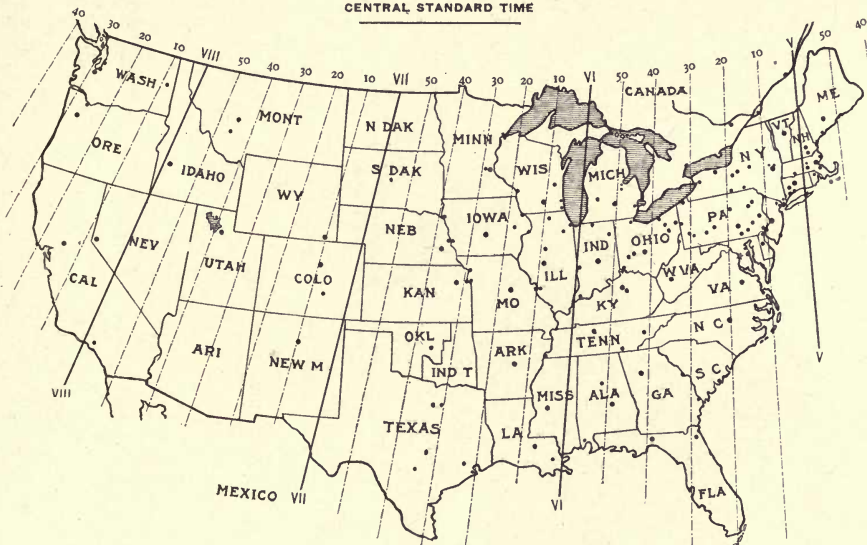 CENTRAL STANDARD TIME
40
30
20
10
VIII
50
40
30
20
10
VII
50
40
30
20
10
VI
50
40
30
20
10
V
50
40
WASH
MONT
N DAK
MINN
CANADA
ME
VT
NH
ORE
IDAHO
WY
S DAK
WIS
MICH
N Y
NEB
IOWA
PA
NEV
UTAH
COLO
ILL
IND
OHIO
W VA
CAL
KAN
MO
KY
VA
ARI
NEW M
OKL
IND T
ARK
TENN
N C
S C
VIII
TEXAS
LA
MISS
ALA
GA
V
MEXICO
VII
VI
FLA